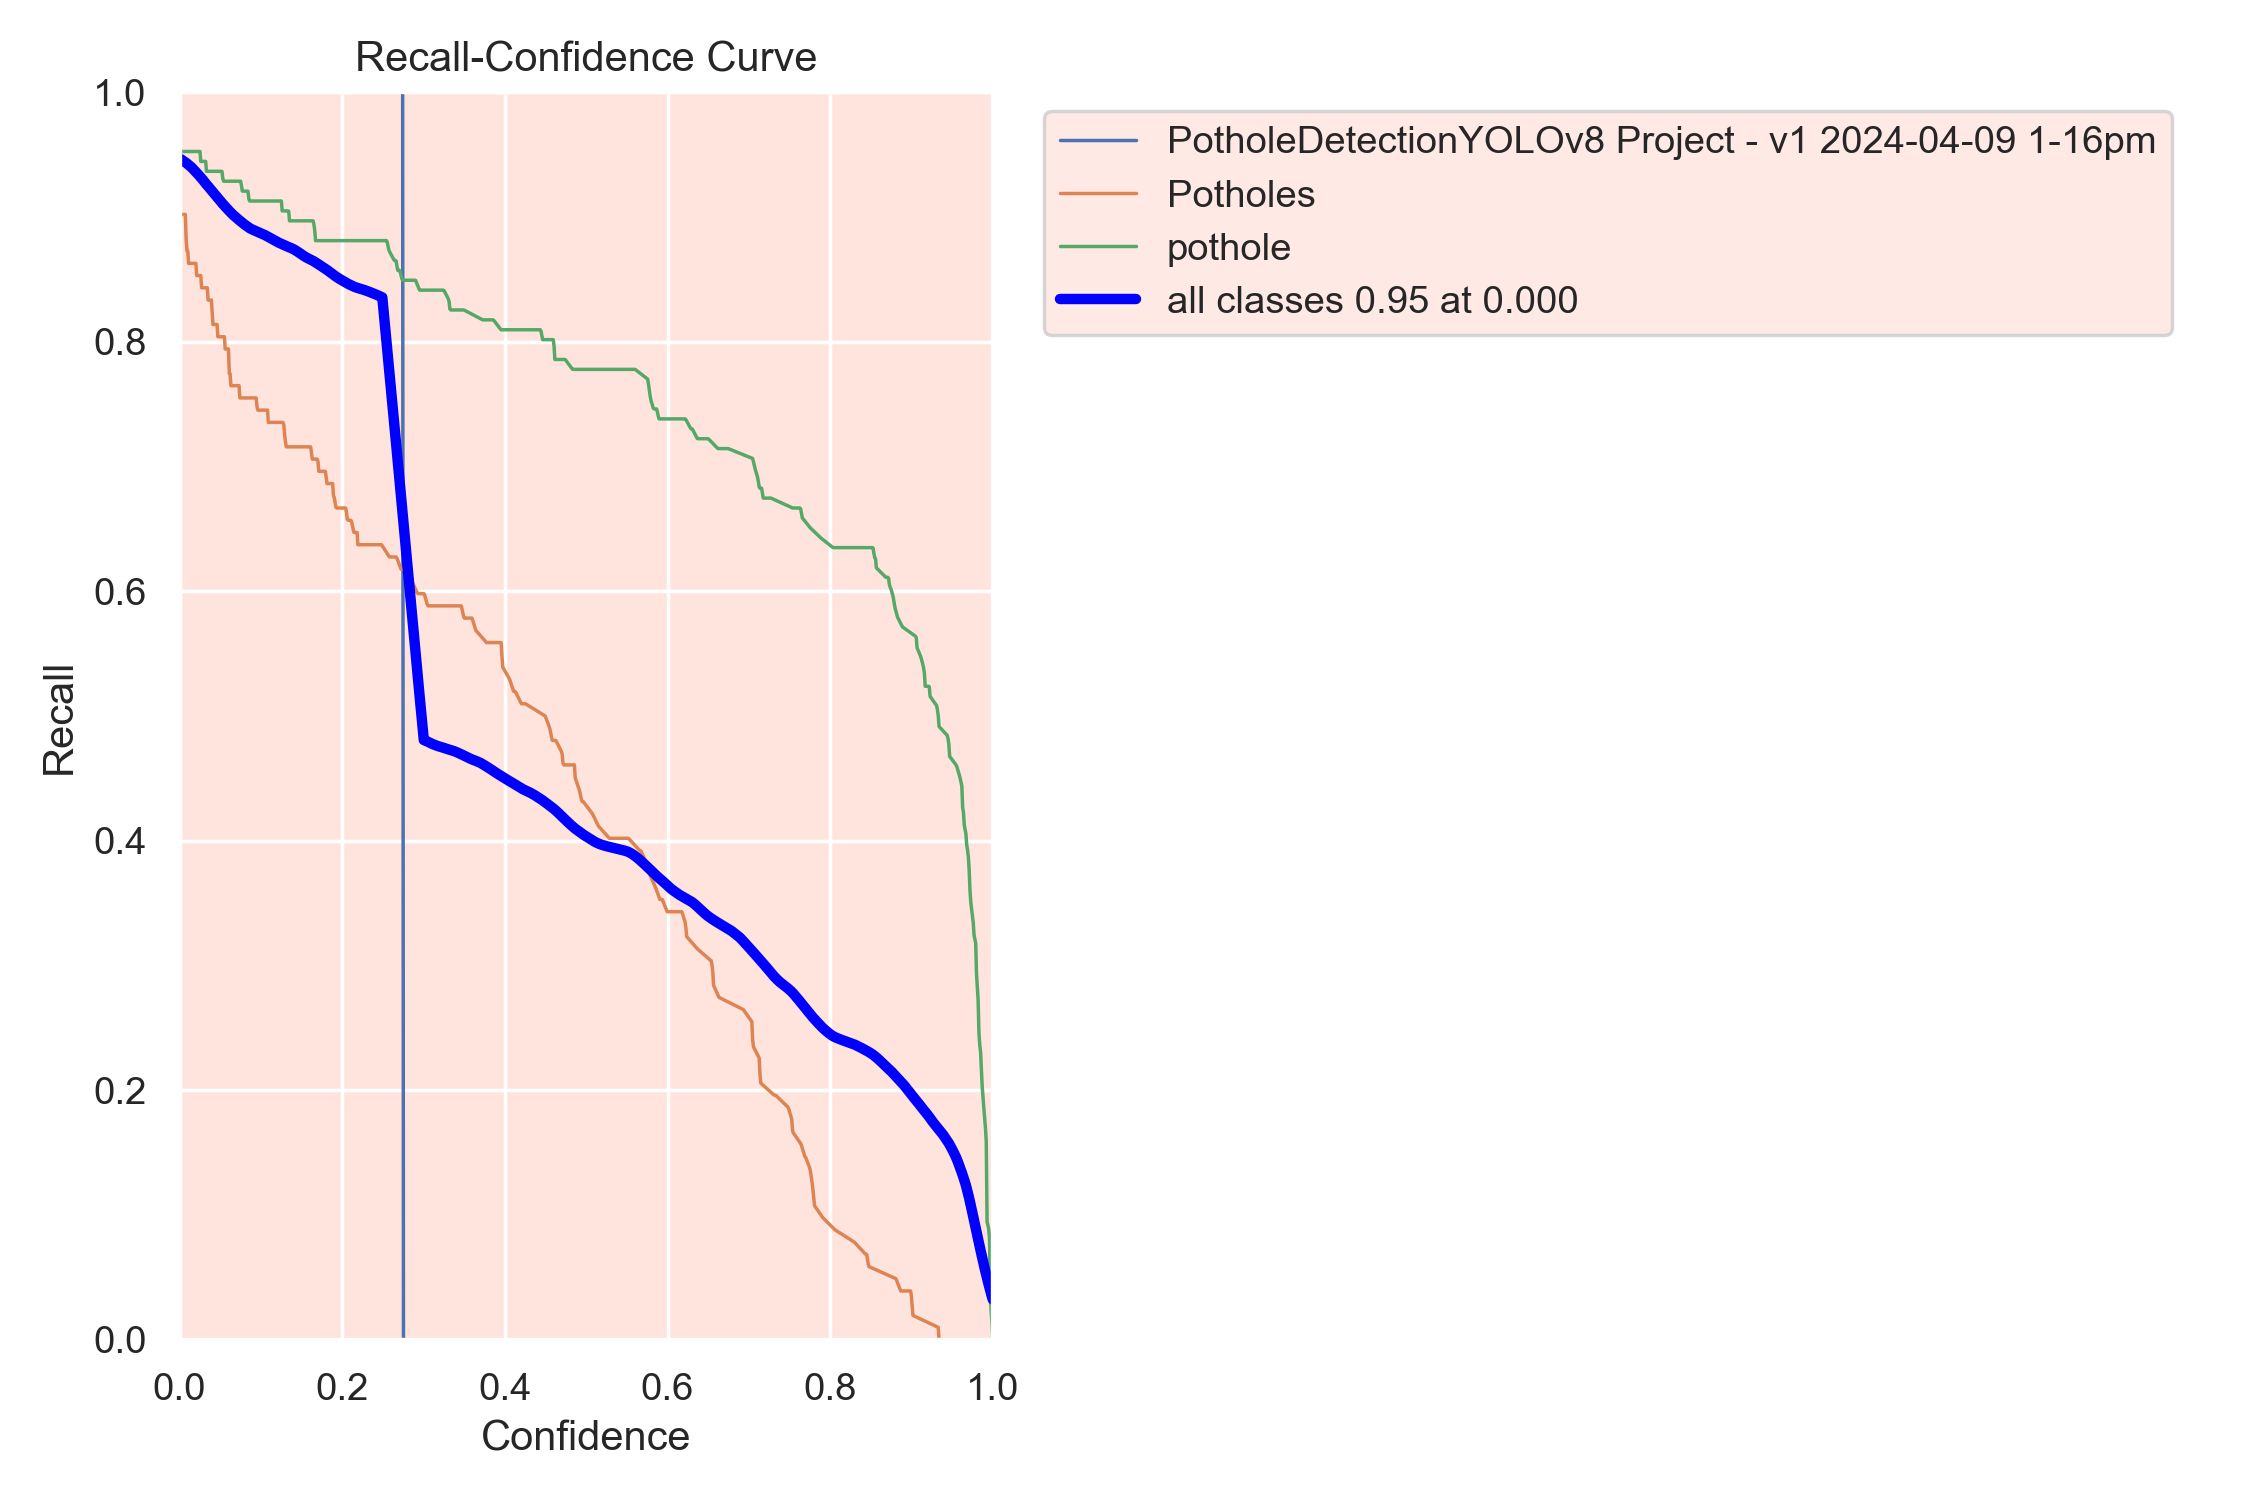 Recall-Confidence Curve
1.0
0.8
0.6
0.4
0.2
0.0
Recall
0.0 0.2 0.4 0.6 0.8 1.0
Confidence
PotholeDetectionYOLOv8 Project - v1 2024-04-09 1-16pm
Potholes
pothole
all classes 0.95 at 0.000